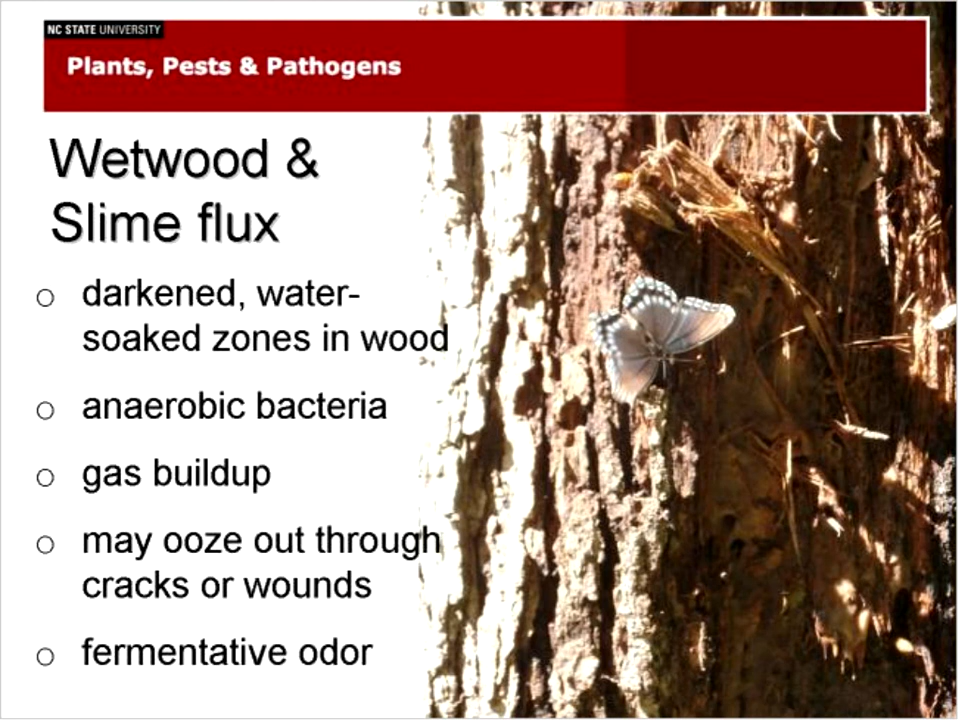 NC STATE UNIVERSITY
Plants, Pests & Pathogens
Wetwood &
Slime flux
○ darkened, water-
soaked zones in wood
○ anaerobic bacteria
○ gas buildup
○ may ooze out through
cracks or wounds
○ fermentative odor